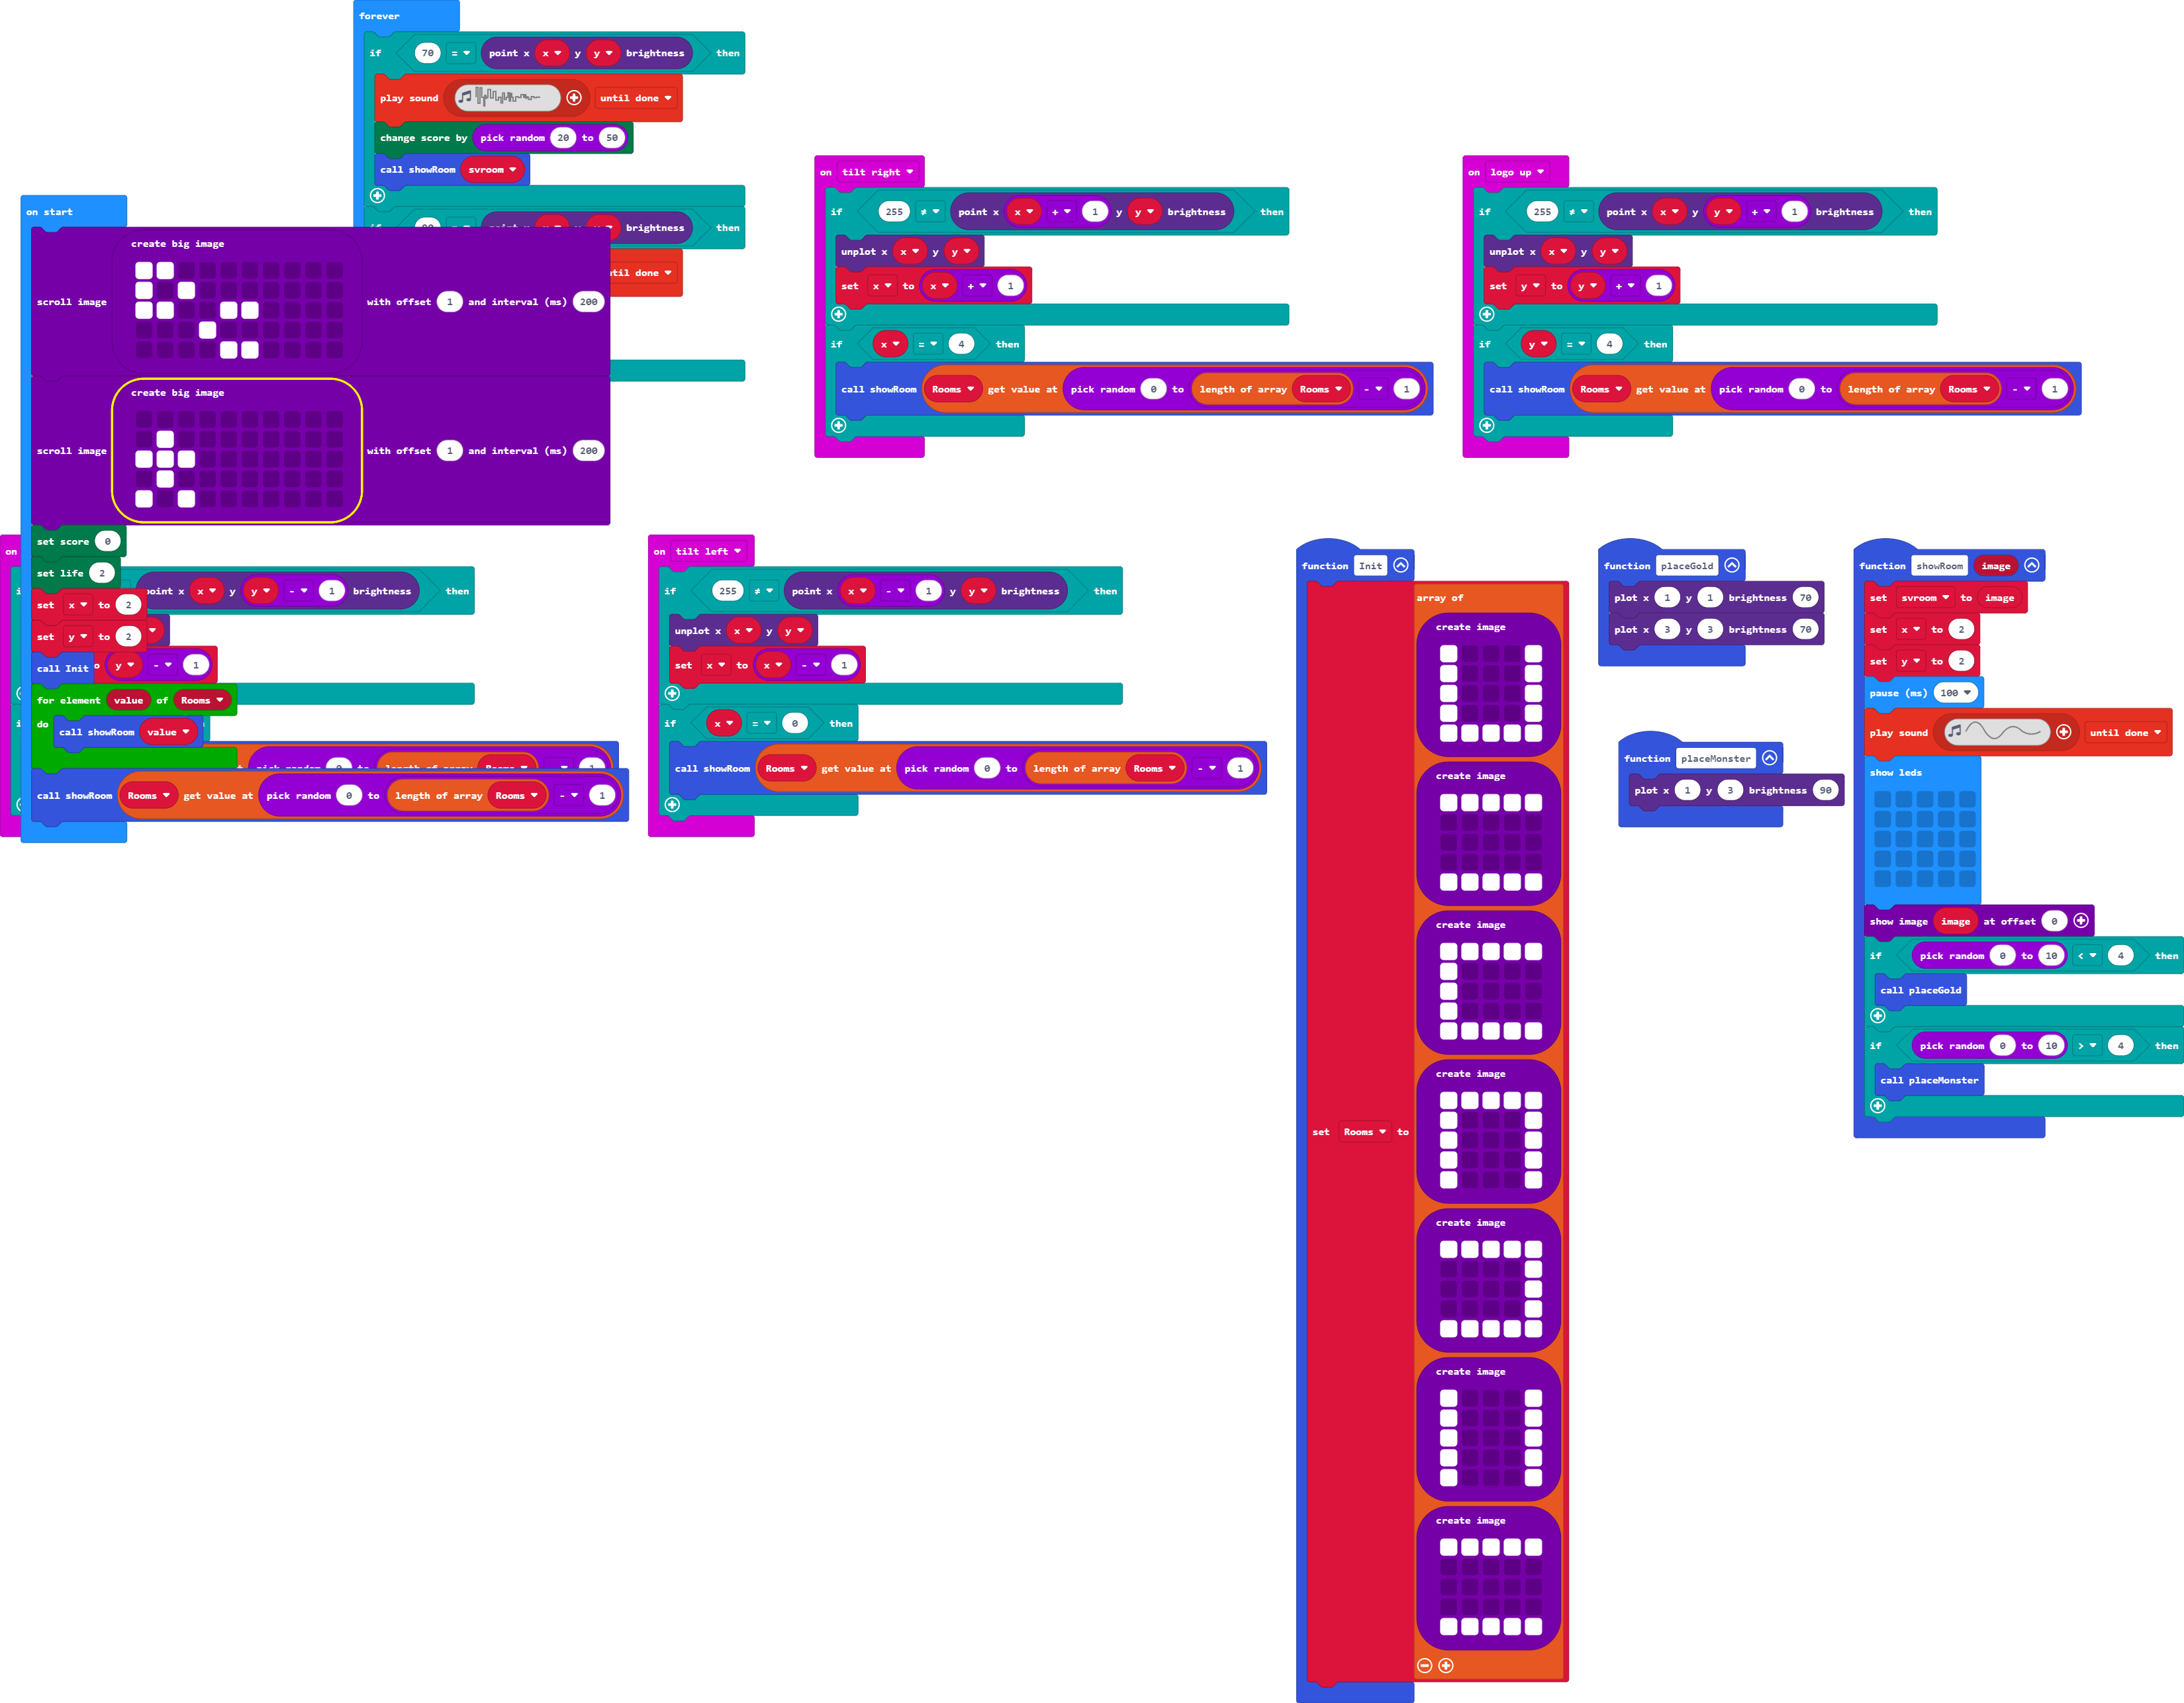 forever
if 70 = point x x y y brightness then
play sound until done
change score by pick random 20 to 50
call showRoom svroom
brightness then
until done
on start
scroll image create big image with offset 1 and interval (ms) 200
scroll image create big image with offset 1 and interval (ms) 200
set score 0
set life 2
set x to 2
set y to 2
call Init
for element value of Rooms
do call showRoom value
call showRoom Rooms get value at pick random 0 to length of array Rooms - 1
on
point x x y y - 1 brightness then
y - 1
on tilt right
if 255 ≠ point x x + 1 y y brightness then
unplot x x y y
set x to x + 1
if x = 4 then
call showRoom Rooms get value at pick random 0 to length of array Rooms - 1
on logo up
if 255 ≠ point x x y y + 1 brightness then
unplot x x y y
set y to y + 1
if y = 4 then
call showRoom Rooms get value at pick random 0 to length of array Rooms - 1
on tilt left
if 255 ≠ point x x - 1 y y brightness then
unplot x x y y
set x to x - 1
if x = 0 then
call showRoom Rooms get value at pick random 0 to length of array Rooms - 1
function Init
set Rooms to array of
create image
create image
create image
create image
create image
create image
create image
function placeGold
plot x 1 y 1 brightness 70
plot x 3 y 3 brightness 70
function placeMonster
plot x 1 y 3 brightness 90
function showRoom image
set svroom to image
set x to 2
set y to 2
pause (ms) 100
play sound until done
show leds
show image image at offset 0
if pick random 0 to 10 < 4 then
call placeGold
if pick random 0 to 10 > 4 then
call placeMonster